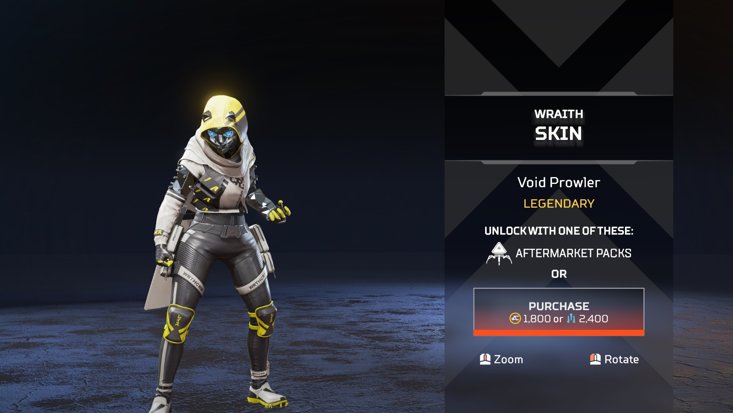 WRAITH
SKIN
Void Prowler
LEGENDARY
UNLOCK WITH ONE OF THESE:
AFTERMARKET PACKS
OR
PURCHASE
1,800 or 2,400
Zoom
Rotate